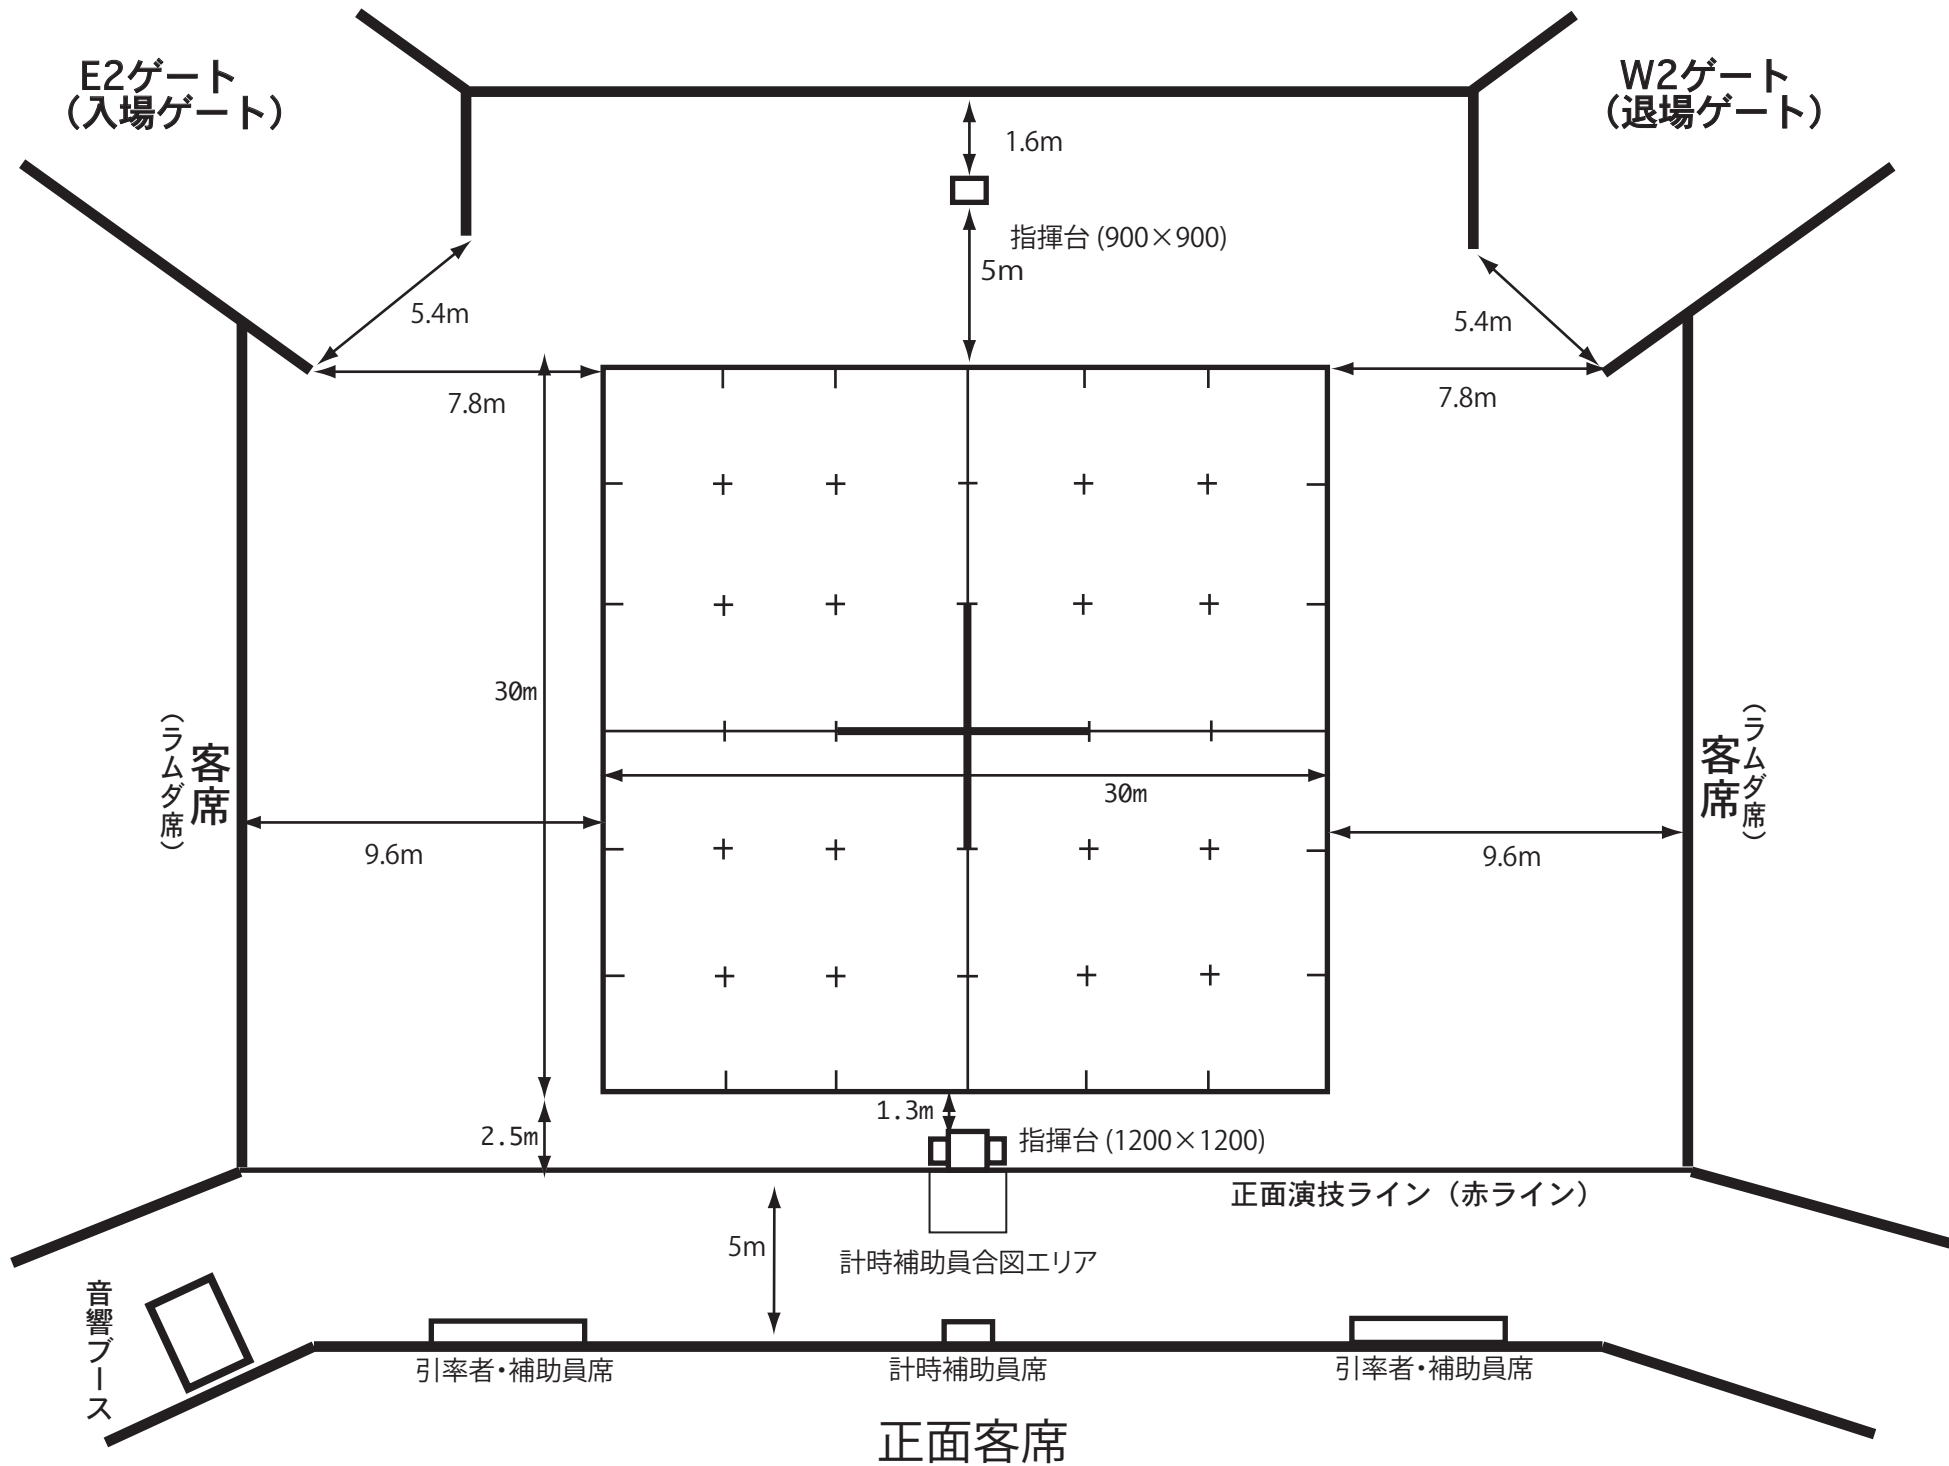 E2ゲート
（入場ゲート）
W2ゲート
（退場ゲート）
1.6m
指揮台 (900×900)
5m
5.4m
5.4m
7.8m
7.8m
30m
30m
客席
（ラムダ席）
客席
（ラムダ席）
9.6m
9.6m
1.3m
2.5m
指揮台 (1200×1200)
正面演技ライン（赤ライン）
5m
計時補助員合図エリア
音響ブース
引率者・補助員席
計時補助員席
引率者・補助員席
正面客席